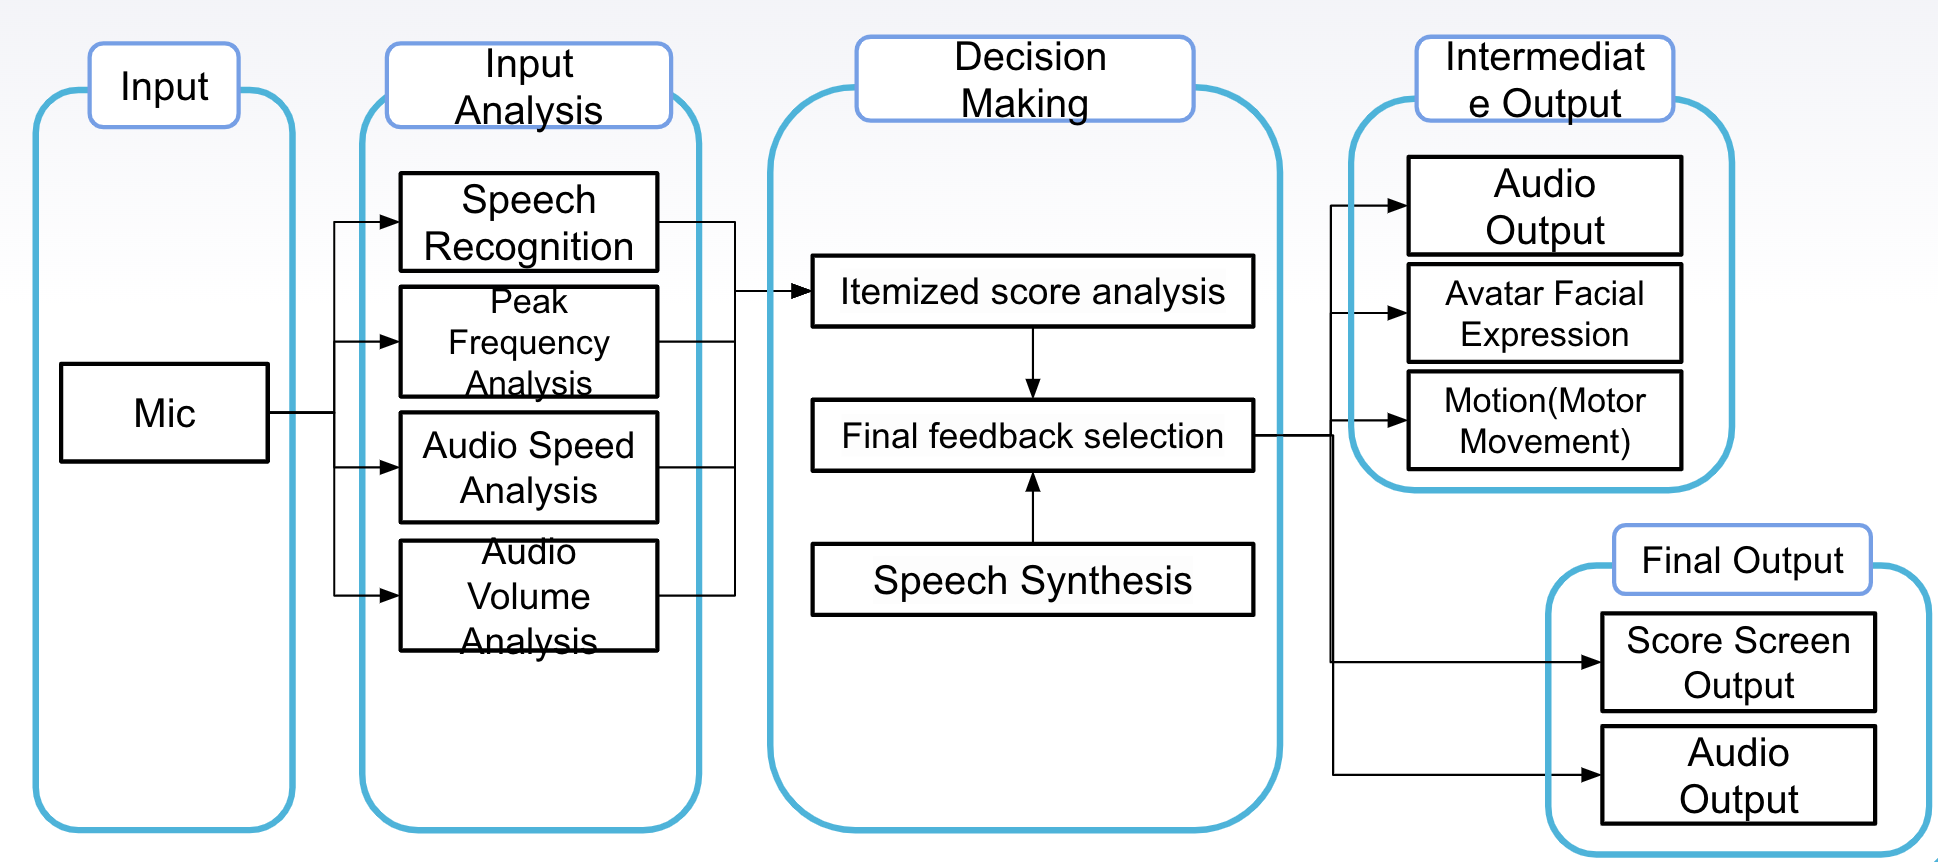 Input
Mic
Input
Analysis
Speech
Recognition
Peak
Frequency
Analysis
Audio Speed
Analysis
Audio
Volume
Analysis
Decision
Making
Itemized score analysis
Final feedback selection
Speech Synthesis
Intermediat
e Output
Audio
Output
Avatar Facial
Expression
Motion(Motor
Movement)
Final Output
Score Screen
Output
Audio
Output